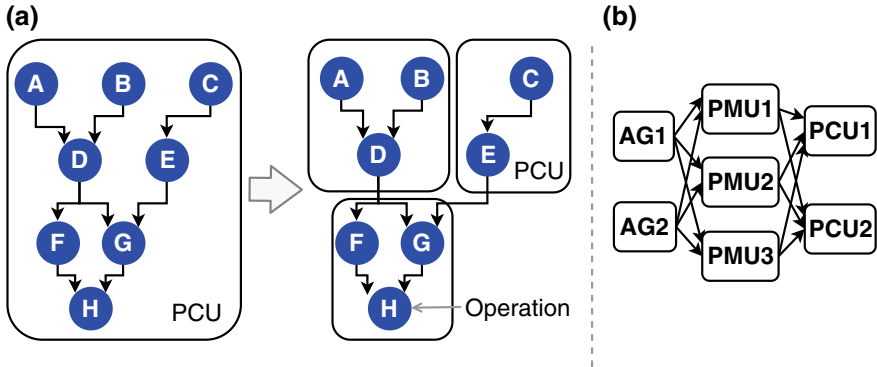 (a)
A B C
D E
F G
H
PCU
A B C
D E
PCU
F G
H
Operation
(b)
AG1
AG2
PMU1
PMU2
PMU3
PCU1
PCU2